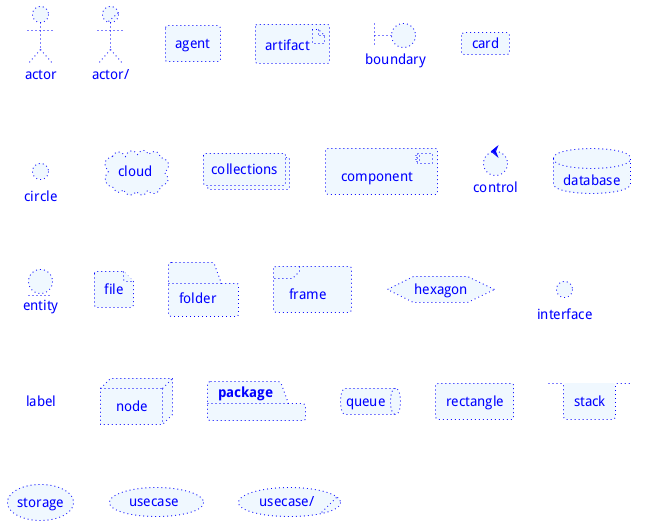 actor
actor/
agent
artifact
boundary
card
circle
cloud
collections
component
control
database
entity
file
folder
frame
hexagon
interface
label
node
package
queue
rectangle
stack
storage
usecase
usecase/